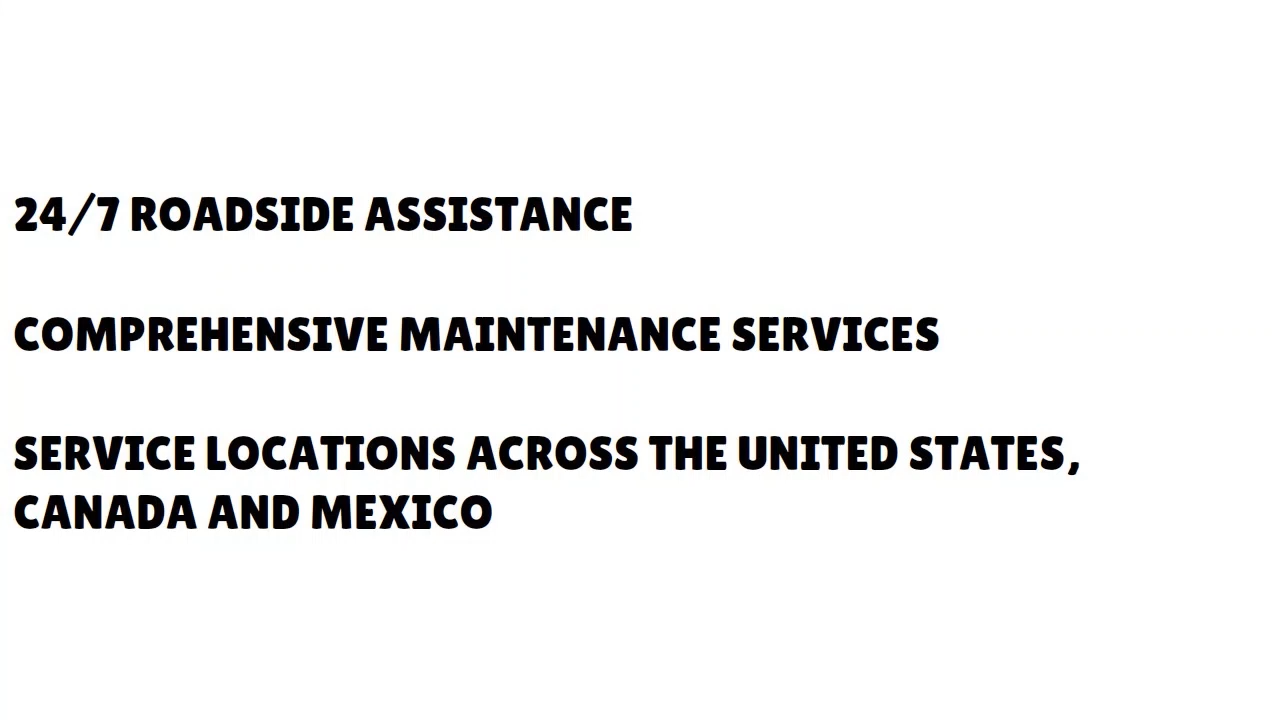 24/7 ROADSIDE ASSISTANCE
COMPREHENSIVE MAINTENANCE SERVICES
SERVICE LOCATIONS ACROSS THE UNITED STATES,
CANADA AND MEXICO